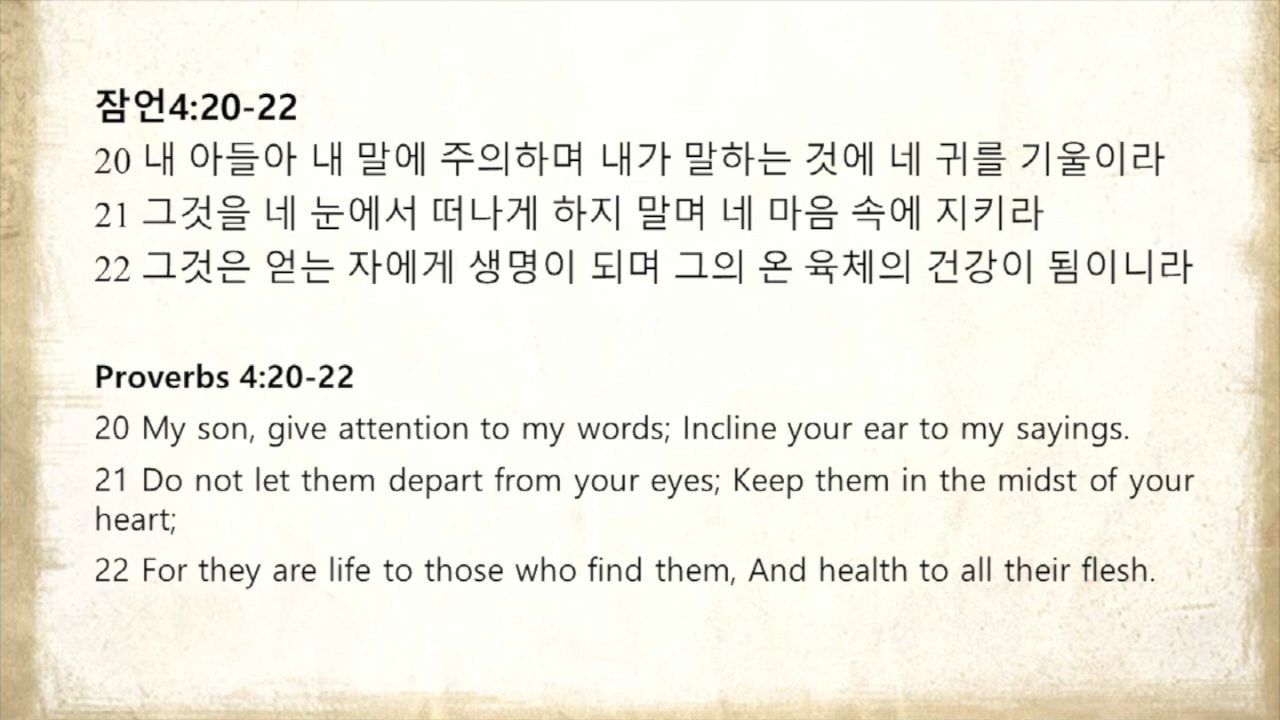 잠언4:20-22
20 내 아들아 내 말에 주의하며 내가 말하는 것에 네 귀를 기울이라
21 그것을 네 눈에서 떠나게 하지 말며 네 마음 속에 지키라
22 그것은 얻는 자에게 생명이 되며 그의 온 육체의 건강이 됨이니라
Proverbs 4:20-22
20 My son, give attention to my words; Incline your ear to my sayings.
21 Do not let them depart from your eyes; Keep them in the midst of your
heart;
22 For they are life to those who find them, And health to all their flesh.